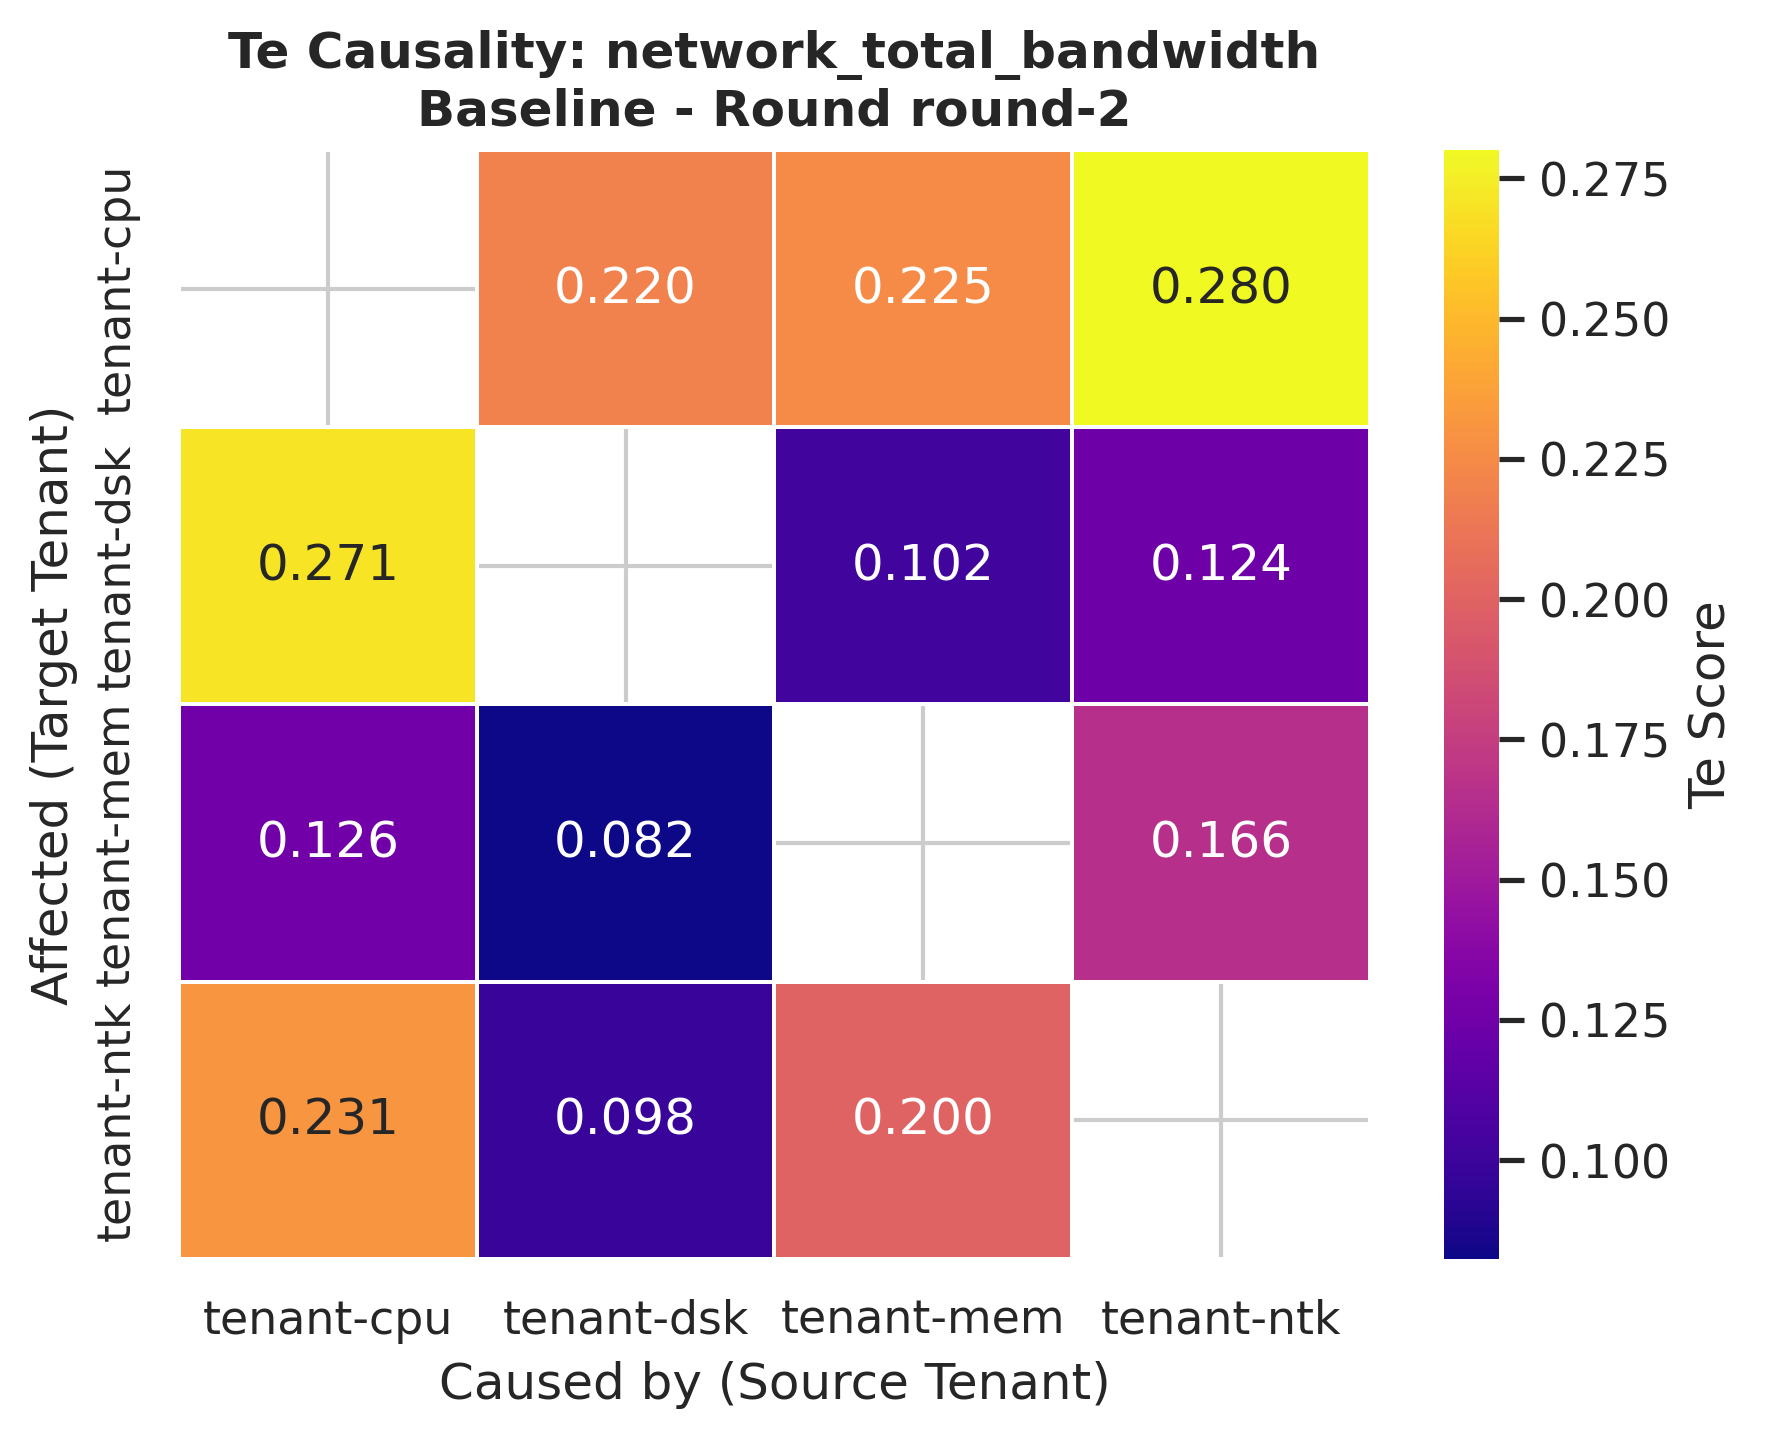 Te Causality: network_total_bandwidth
Baseline - Round round-2
Affected (Target Tenant)
tenant-cpu
0.220 0.225 0.280
tenant-dsk
0.271 0.102 0.124
tenant-mem
0.126 0.082 0.166
tenant-ntk
0.231 0.098 0.200
tenant-cpu tenant-dsk tenant-mem tenant-ntk
Caused by (Source Tenant)
0.275
0.250
0.225
0.200
0.175
0.150
0.125
0.100
Te Score